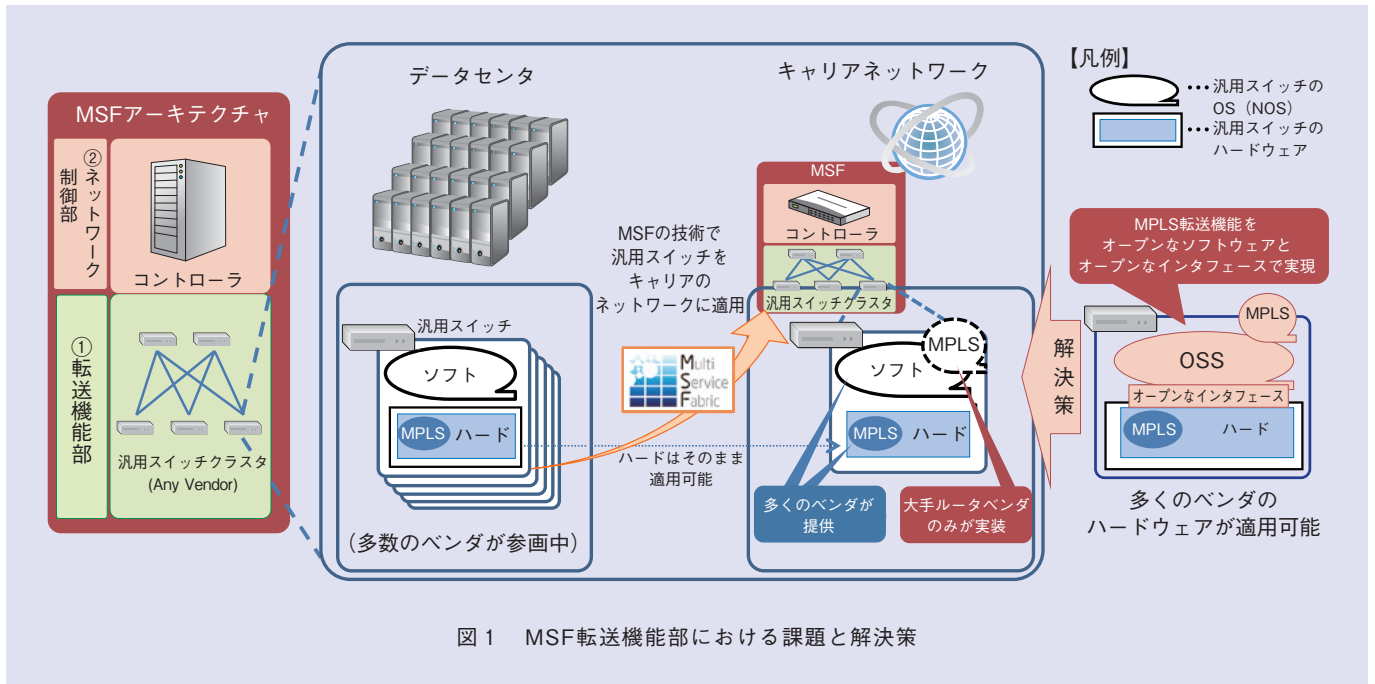 MSFアーキテクチャ
②ネットワーク
制御部
コントローラ
①転送機能部
汎用スイッチクラスタ
(Any Vendor)
データセンタ
汎用スイッチ
ソフト
MPLS ハード
(多数のベンダが参画中)
MSFの技術で
汎用スイッチを
キャリアの
ネットワークに適用
Multi
Service
Fabric
ハードはそのまま
適用可能
キャリアネットワーク
MSF
コントローラ
汎用スイッチクラスタ
MPLS
ソフト
MPLS ハード
多くのベンダが
提供
大手ルータベンダ
のみが実装
解決策
【凡例】
・・・汎用スイッチの
OS（NOS）
・・・汎用スイッチの
ハードウェア
MPLS転送機能を
オープンなソフトウェアと
オープンなインタフェースで実現
MPLS
OSS
オープンなインタフェース
MPLS ハード
多くのベンダの
ハードウェアが適用可能
図1 MSF転送機能部における課題と解決策